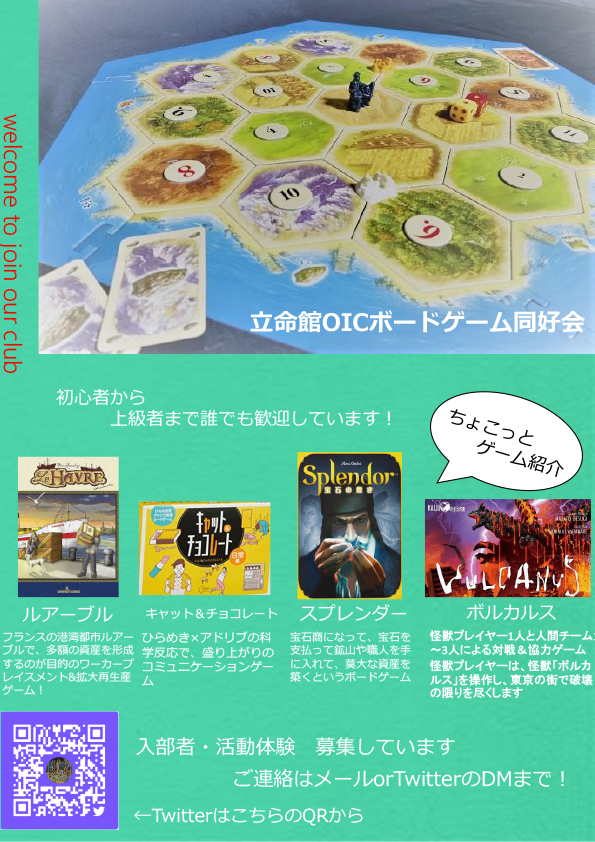 welcome to join our club
立命館OICボードゲーム同好会
初心者から
上級者まで誰でも歓迎しています！
ちょこっと
ゲーム紹介
LE HAVRE
キャット&チョコレート
日常編
Splendor
宝石の煌き
VULCANUS
ルアーブル
フランスの港湾都市ルアー
ブルで、多額の資産を形成
するのが目的のワーカープ
レイスメント&拡大再生産
ゲーム！
キャット＆チョコレート
ひらめき×アドリブの科
学反応で、盛り上がりの
コミュニケーションゲー
ム
スプレンダー
宝石商になって、宝石を
支払って鉱山や職人を手
に入れて、莫大な資産を
築くというボードゲーム
ボルカルス
怪獣プレイヤー1人と人間チーム1
～3人による対戦＆協力ゲーム
怪獣プレイヤーは、怪獣「ボルカ
ルス」を操作し、東京の街で破壊
の限りを尽くします
入部者・活動体験　募集しています
ご連絡はメールorTwitterのDMまで！
←TwitterはこちらのQRから